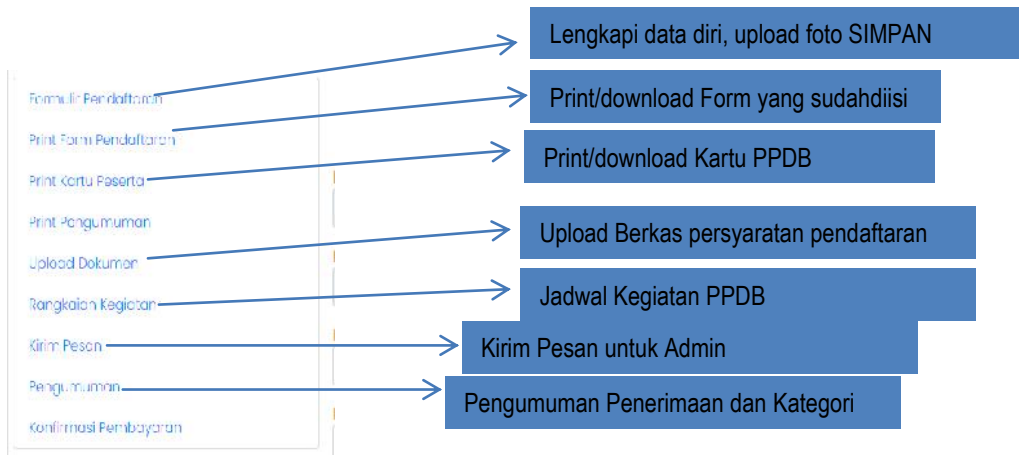 Lengkapi data diri, upload foto SIMPAN
Formulir Pendaftaran
Print/download Form yang sudahdiisi
Print Form Pendaftaran
Print/download Kartu PPDB
Print Kartu Peserta
Print Pengumuman
Upload Berkas persyaratan pendaftaran
Upload Dokumen
Jadwal Kegiatan PPDB
Rangkaian Kegiatan
Kirim Pesan
Kirim Pesan untuk Admin
Pengumuman
Pengumuman Penerimaan dan Kategori
Konfirmasi Pembayaran